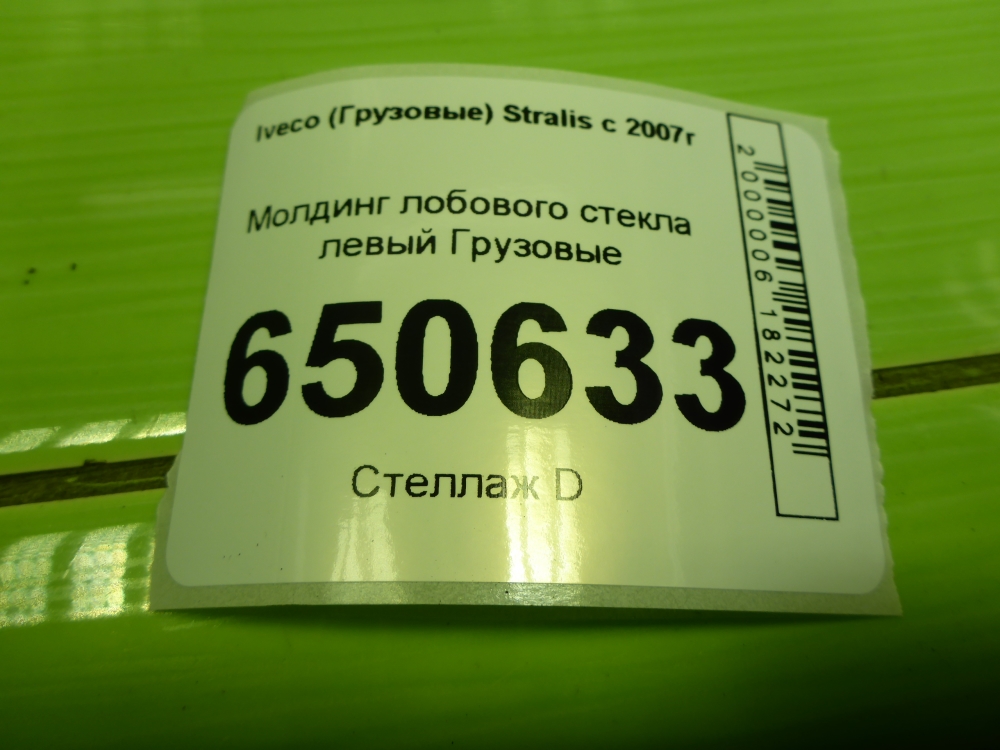 Iveco (Грузовые) Stralis с 2007г
Молдинг лобового стекла
левый Грузовые
650633
Стеллаж D
2000006182272